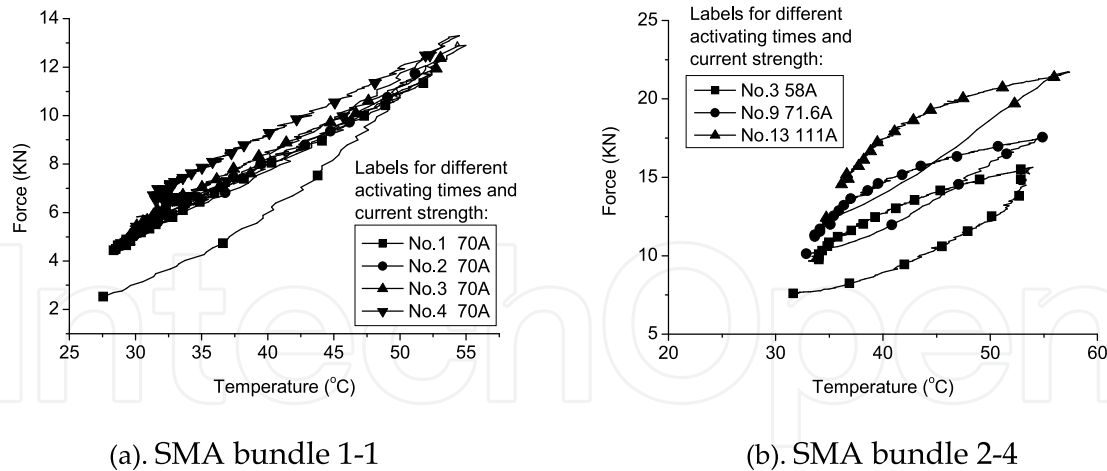 14
12
10
8
6
4
2
Force (KN)
25 30 35 40 45 50 55
Temperature (°C)
Labels for different
activating times and
current strength:
No.1 70A
No.2 70A
No.3 70A
No.4 70A
(a). SMA bundle 1-1
25
20
15
10
5
Force (KN)
20 30 40 50 60
Temperature (°C)
Labels for different
activating times and
current strength:
No.3 58A
No.9 71.6A
No.13 111A
(b). SMA bundle 2-4
IntechOpen